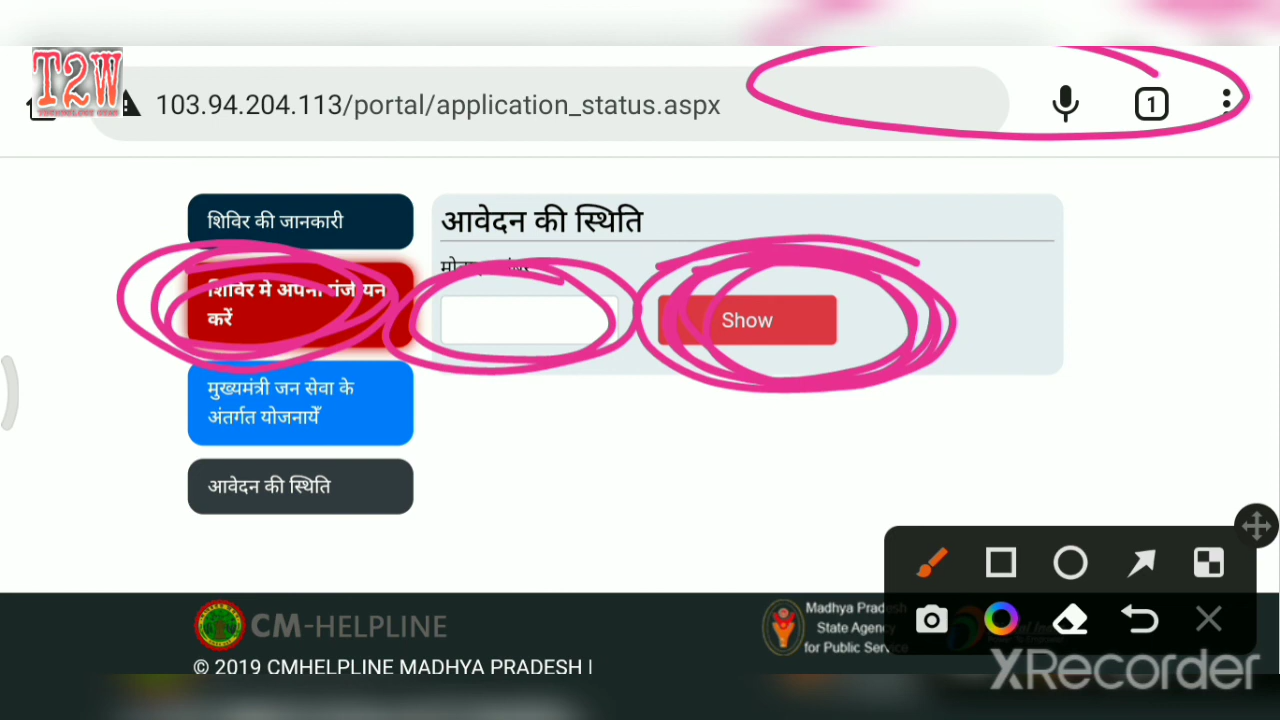 T2W
103.94.204.113/portal/application_status.aspx
1
शिविर की जानकारी
आवेदन की स्थिति
शिविर मे अपना
करें
Show
मुख्यमंत्री जन सेवा के
अंतर्गत योजनायेँ
आवेदन की स्थिति
CM-HELPLINE
© 2019 CMHELPLINE MADHYA PRADESH |
Madhya Pradesh
State Agency
for Public
XRecorder